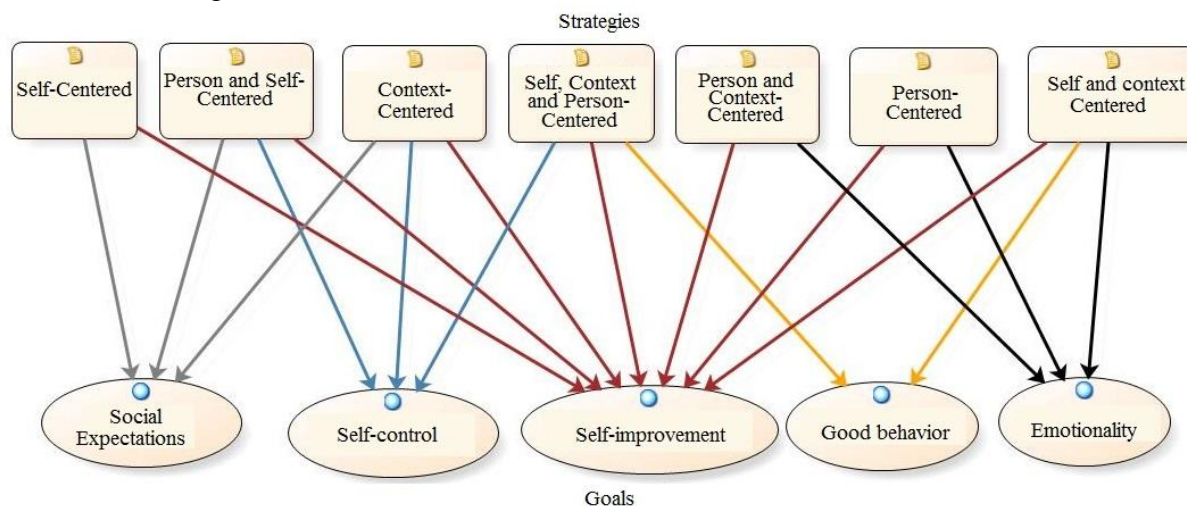 Strategies
Self-Centered
Person and Self-
Centered
Context-
Centered
Self, Context
and Person-
Centered
Person and
Context-
Centered
Person-
Centered
Self and context
Centered
Social
Expectations
Self-control
Self-improvement
Good behavior
Emotionality
Goals